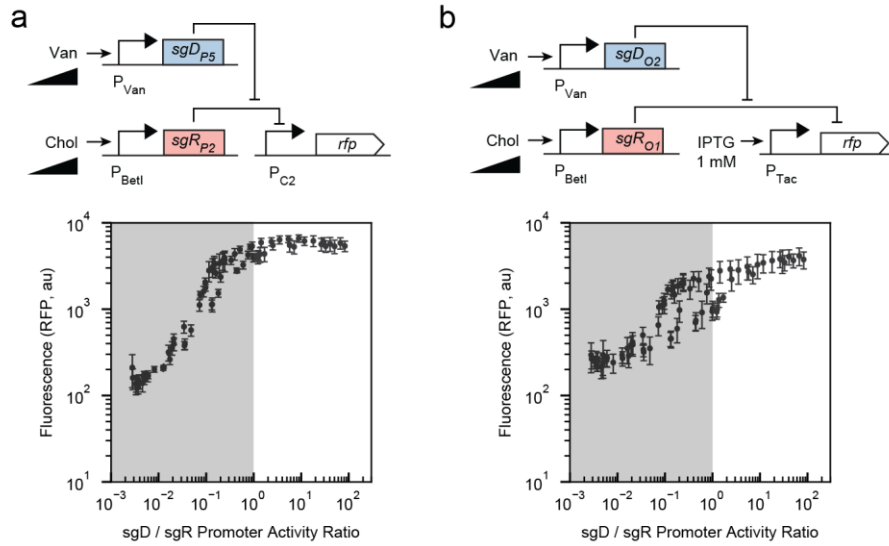 a
Van
sgD_P5
P_Van
Chol
sgR_P2
rfp
P_BetI
P_C2
Fluorescence (RFP, au)
10^4
10^3
10^2
10^1
10^-3
10^-2
10^-1
10^0
10^1
10^2
sgD / sgR Promoter Activity Ratio
b
Van
sgD_O2
P_Van
Chol
sgR_O1
IPTG
1 mM
rfp
P_BetI
P_Tac
Fluorescence (RFP, au)
10^4
10^3
10^2
10^1
10^-3
10^-2
10^-1
10^0
10^1
10^2
sgD / sgR Promoter Activity Ratio